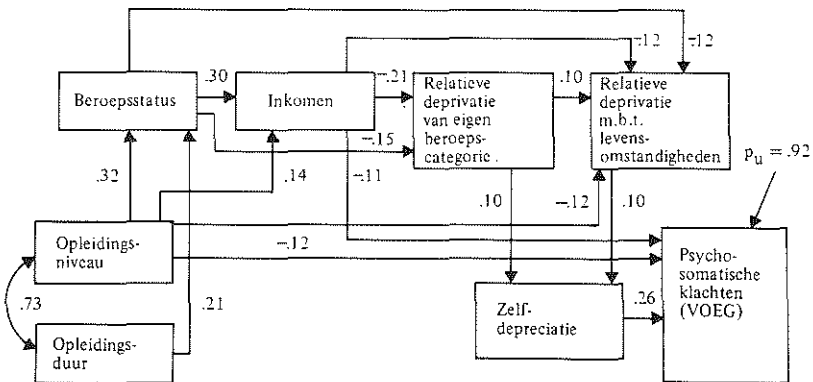 -.12
-.12
.30
-.21
.10
Beroepsstatus
Inkomen
Relatieve
deprivatie
van eigen
beroeps-
categorie .
Relatieve
deprivatie
m.b.t.
levens-
omstandigheden
-.15
-.11
.32
.14
.10
-.12
.10
p_u = .92
Opleidings-
niveau
-.12
Psycho-
somatische
klachten
(VOEG)
.73
.21
Zelf-
depreciatie
.26
Opleidings-
duur